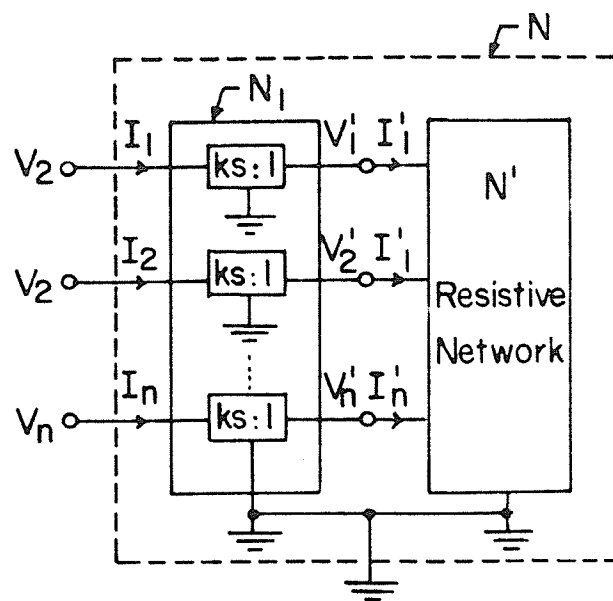 N
N₁
V₂ I₁ ks:1 V₁' I₁'
N'
V₂ I₂ ks:1 V₂' I₁'
Resistive
Network
Vₙ Iₙ ks:1 Vₙ' Iₙ'